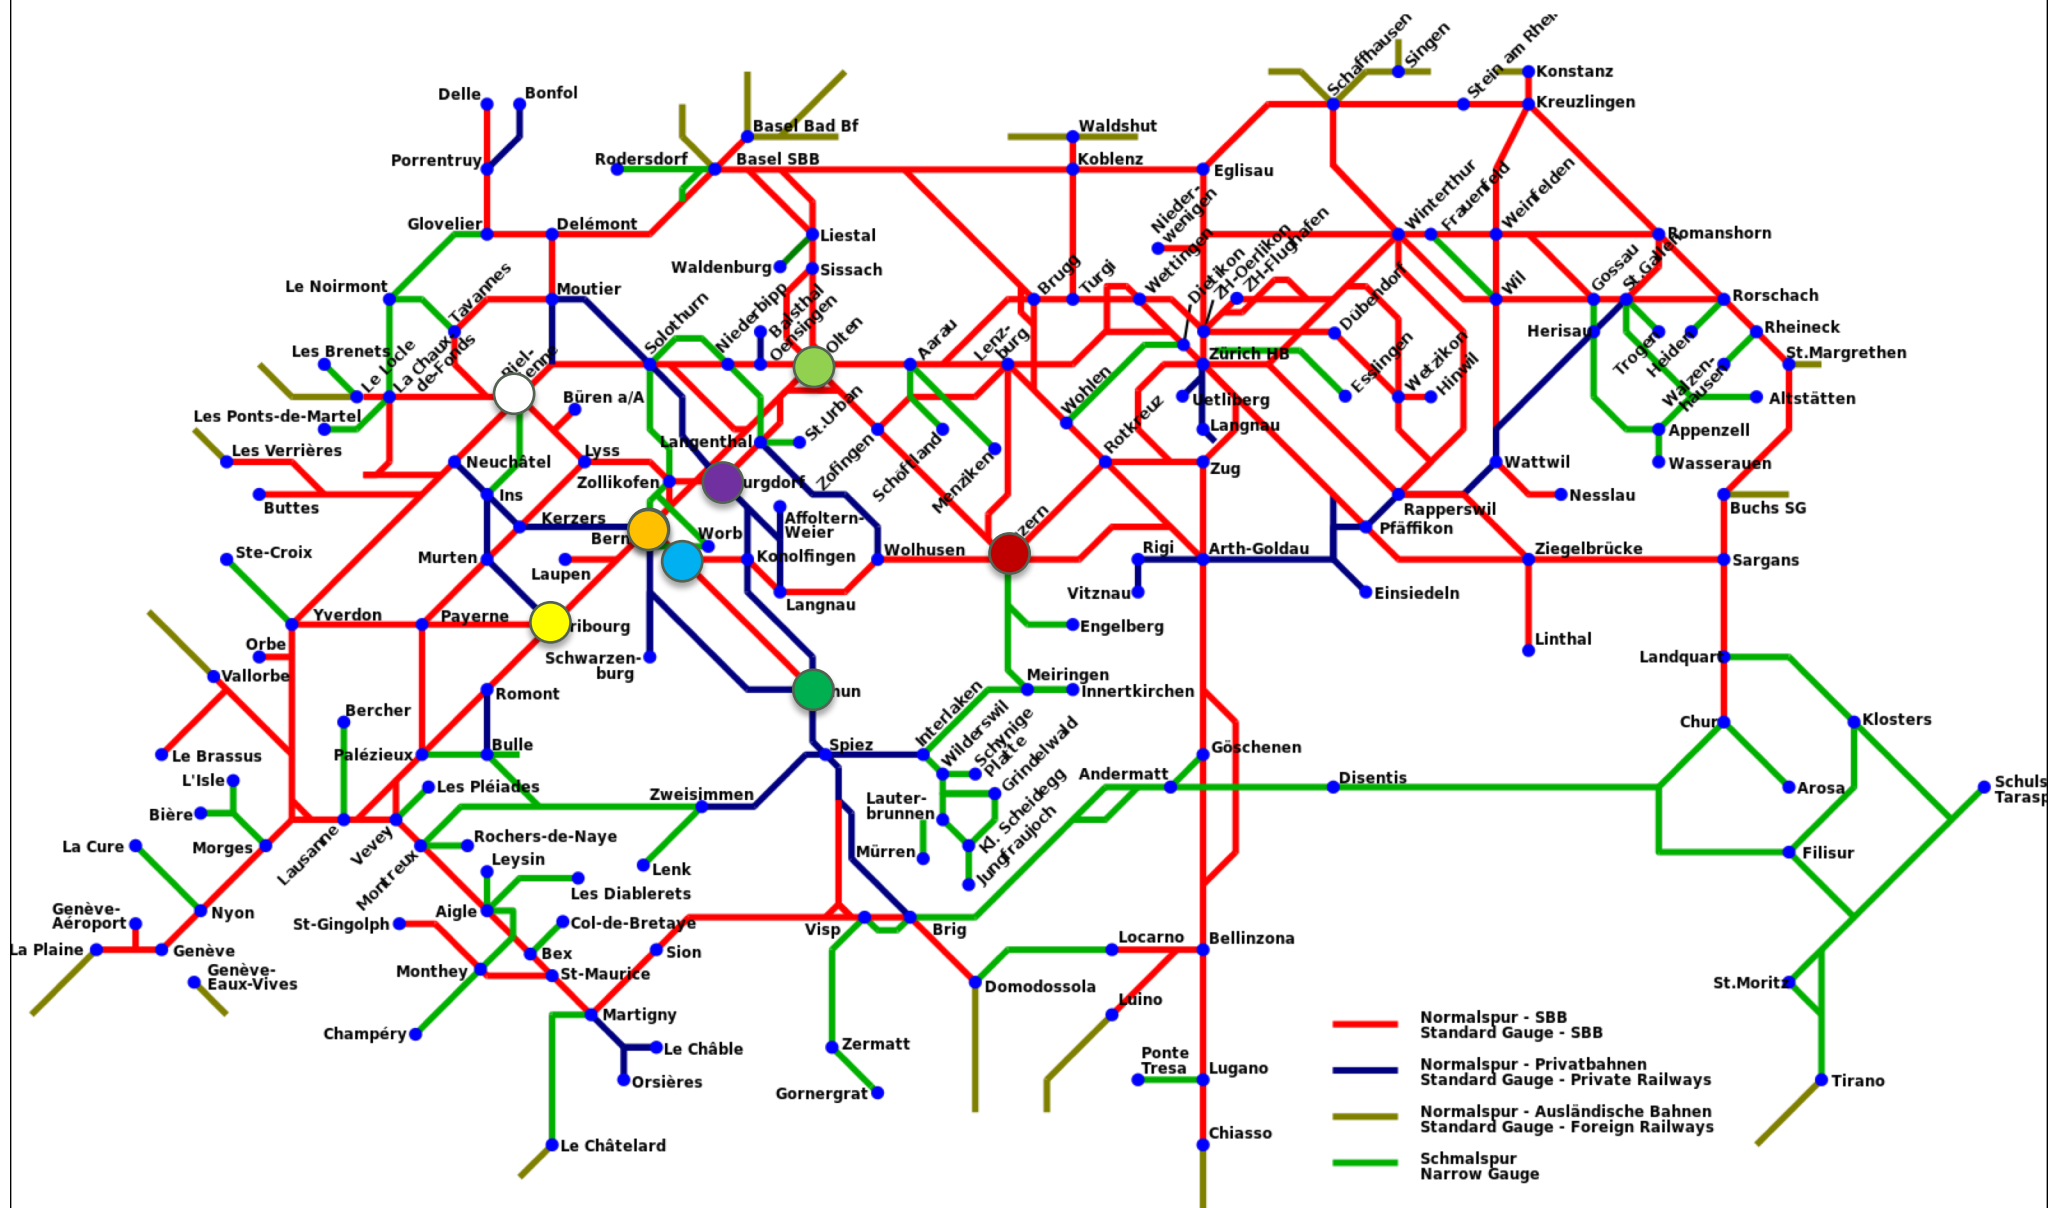 Delle
Bonfol
Porrentruy
Glovelier
Delémont
Le Noirmont
Tavannes
Moutier
Les Brenets
Le Locle
La Chaux-
de-Fonds
Biel-
enne
Les Ponts-de-Martel
Büren a/A
Les Verrières
Neuchâtel
Lyss
Buttes
Ins
Zollikofen
Kerzers
Bern
Worb
Ste-Croix
Murten
Laupen
Konolfingen
Yverdon
Payerne
ribourg
Orbe
Schwarzen-
burg
Vallorbe
Romont
Le Brassus
Bercher
Palézieux
Bulle
L'Isle
Les Pléiades
Bière
Zweisimmen
La Cure
Morges
Lausanne
Vevey
Montreux
Rochers-de-Naye
Leysin
Lenk
Les Diablerets
Aigle
Nyon
Genève-
Aéroport
St-Gingolph
Col-de-Bretaye
La Plaine
Genève
Bex
Sion
Genève-
Eaux-Vives
Monthey
St-Maurice
Champéry
Martigny
Le Châble
Orsières
Le Châtelard
Rodersdorf
Basel SBB
Basel Bad Bf
Liestal
Waldenburg
Sissach
Solothurn
Niederbipp
Balsthal
Oensingen
Olten
Langenthal
St.Urban
Zofingen
urgdorf
Affoltern-
Weier
Langnau
Wolhusen
zern
hun
Spiez
Interlaken
Wilderswil
Schynige
Platte
Grindelwald
Lauter-
brunnen
Kl. Scheidegg
Jungfraujoch
Mürren
Visp
Brig
Zermatt
Gornergrat
Domodossola
Engelberg
Meiringen
Innertkirchen
Waldshut
Koblenz
Eglisau
Nieder-
wenigen
Brugg
Turgi
Wettingen
Dietikon
ZH-Oerlikon
ZH-Flughafen
Dübendorf
Aarau
Lenz-
burg
Zürich HB
Wohlen
Schöftland
Menziken
Rotkreuz
Uetliberg
Langnau
Zug
Esslingen
Wetzikon
Hinwil
Rigi
Arth-Goldau
Vitznau
Rapperswil
Pfäffikon
Einsiedeln
Ziegelbrücke
Linthal
Göschenen
Andermatt
Disentis
Locarno
Bellinzona
Luino
Ponte
Tresa
Lugano
Chiasso
Schaffhausen
Singen
Konstanz
Kreuzlingen
Winterthur
Frauenfeld
Weinfelden
Romanshorn
Wil
Gossau
St.Gallen
Rorschach
Herisau
Trogen
Heiden
Rheineck
St.Margrethen
Walzen-
hausen
Altstätten
Appenzell
Wasserauen
Wattwil
Nesslau
Buchs SG
Sargans
Landquart
Chur
Klosters
Arosa
Filisur
Schuls
St.Moritz
Tirano
Normalspur - SBB
Standard Gauge - SBB
Normalspur - Privatbahnen
Standard Gauge - Private Railways
Normalspur - Ausländische Bahnen
Standard Gauge - Foreign Railways
Schmalspur
Narrow Gauge